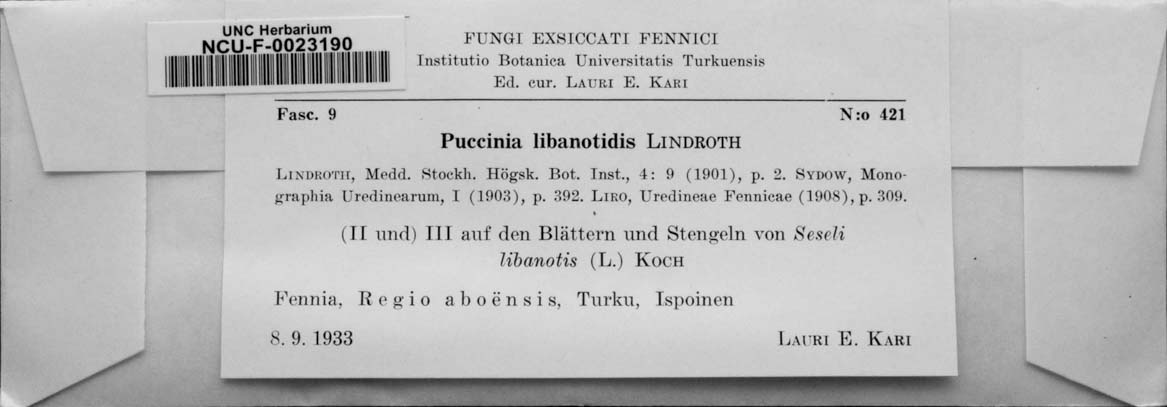 UNC Herbarium
NCU-F-0023190
FUNGI EXSICCATI FENNICI
Institutio Botanica Universitatis Turkuensis
Ed. cur. LAURI E. KARI
Fasc. 9 N:o 421
Puccinia libanotidis LINDROTH
LINDROTH, Medd. Stockh. Högsk. Bot. Inst., 4: 9 (1901), p. 2. SYDOW, Mono-
graphia Uredinearum, I (1903), p. 392. LIRO, Uredineae Fennicae (1908), p. 309.
(II und) III auf den Blättern und Stengeln von Seseli
libanotis (L.) KOCH
Fennia, Regio aboënsis, Turku, Ispoinen
8. 9. 1933 LAURI E. KARI